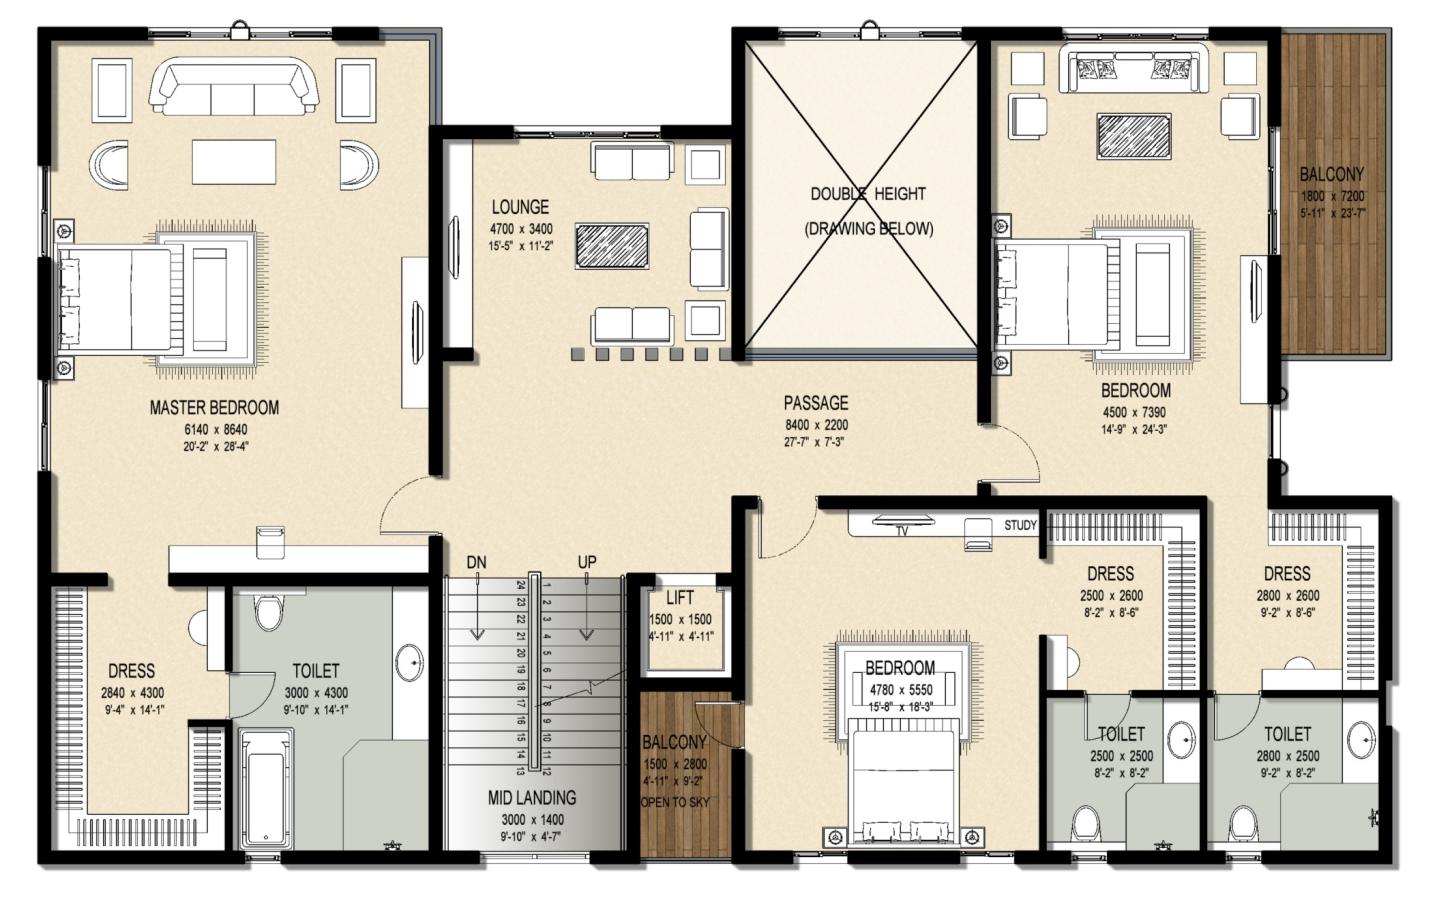 LOUNGE
4700 x 3400
15'-5" x 11'-2"
DOUBLE HEIGHT
(DRAWING BELOW)
BALCONY
1800 x 7200
5'-11" x 23'-7"
MASTER BEDROOM
6140 x 8640
20'-2" x 28'-4"
PASSAGE
8400 x 2200
27'-7" x 7'-3"
BEDROOM
4500 x 7390
14'-9" x 24'-3"
TV
STUDY
DN
UP
24
23
22
21
20
19
18
17
16
15
14
13
1
2
3
4
5
6
7
8
9
10
11
12
LIFT
1500 x 1500
4'-11" x 4'-11"
DRESS
2500 x 2600
8'-2" x 8'-6"
DRESS
2800 x 2600
9'-2" x 8'-6"
DRESS
2840 x 4300
9'-4" x 14'-1"
TOILET
3000 x 4300
9'-10" x 14'-1"
BEDROOM
4780 x 5550
15'-8" x 18'-3"
BALCONY
1500 x 2800
4'-11" x 9'-2"
OPEN TO SKY
TOILET
2500 x 2500
8'-2" x 8'-2"
TOILET
2800 x 2500
9'-2" x 8'-2"
MID LANDING
3000 x 1400
9'-10" x 4'-7"